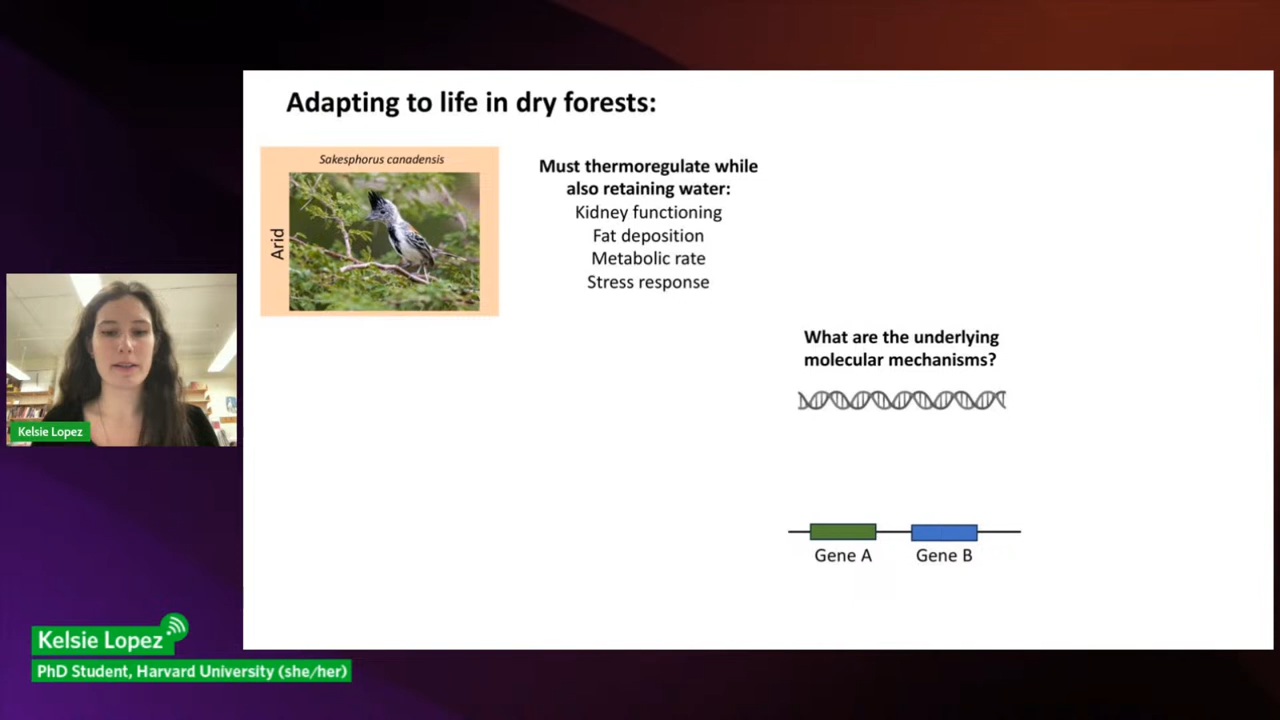 Adapting to life in dry forests:
Sakesphorus canadensis
Arid
Must thermoregulate while
also retaining water:
Kidney functioning
Fat deposition
Metabolic rate
Stress response
What are the underlying
molecular mechanisms?
Gene A
Gene B
Kelsie Lopez
Kelsie Lopez
PhD Student, Harvard University (she/her)